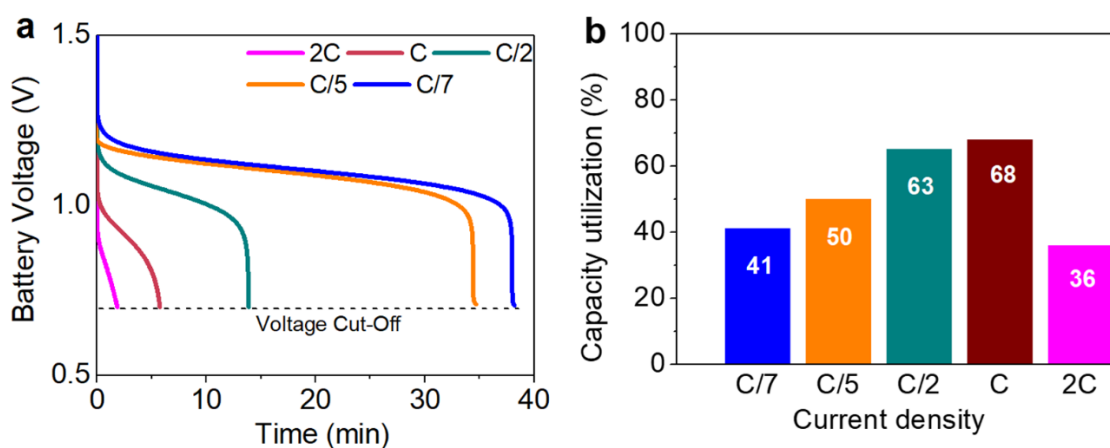 a
1.5
1.0
0.5
Battery Voltage (V)
2C C C/2
C/5 C/7
Voltage Cut-Off
0 10 20 30 40
Time (min)
b
100
80
60
40
20
0
Capacity utilization (%)
41 50 63 68 36
C/7 C/5 C/2 C 2C
Current density